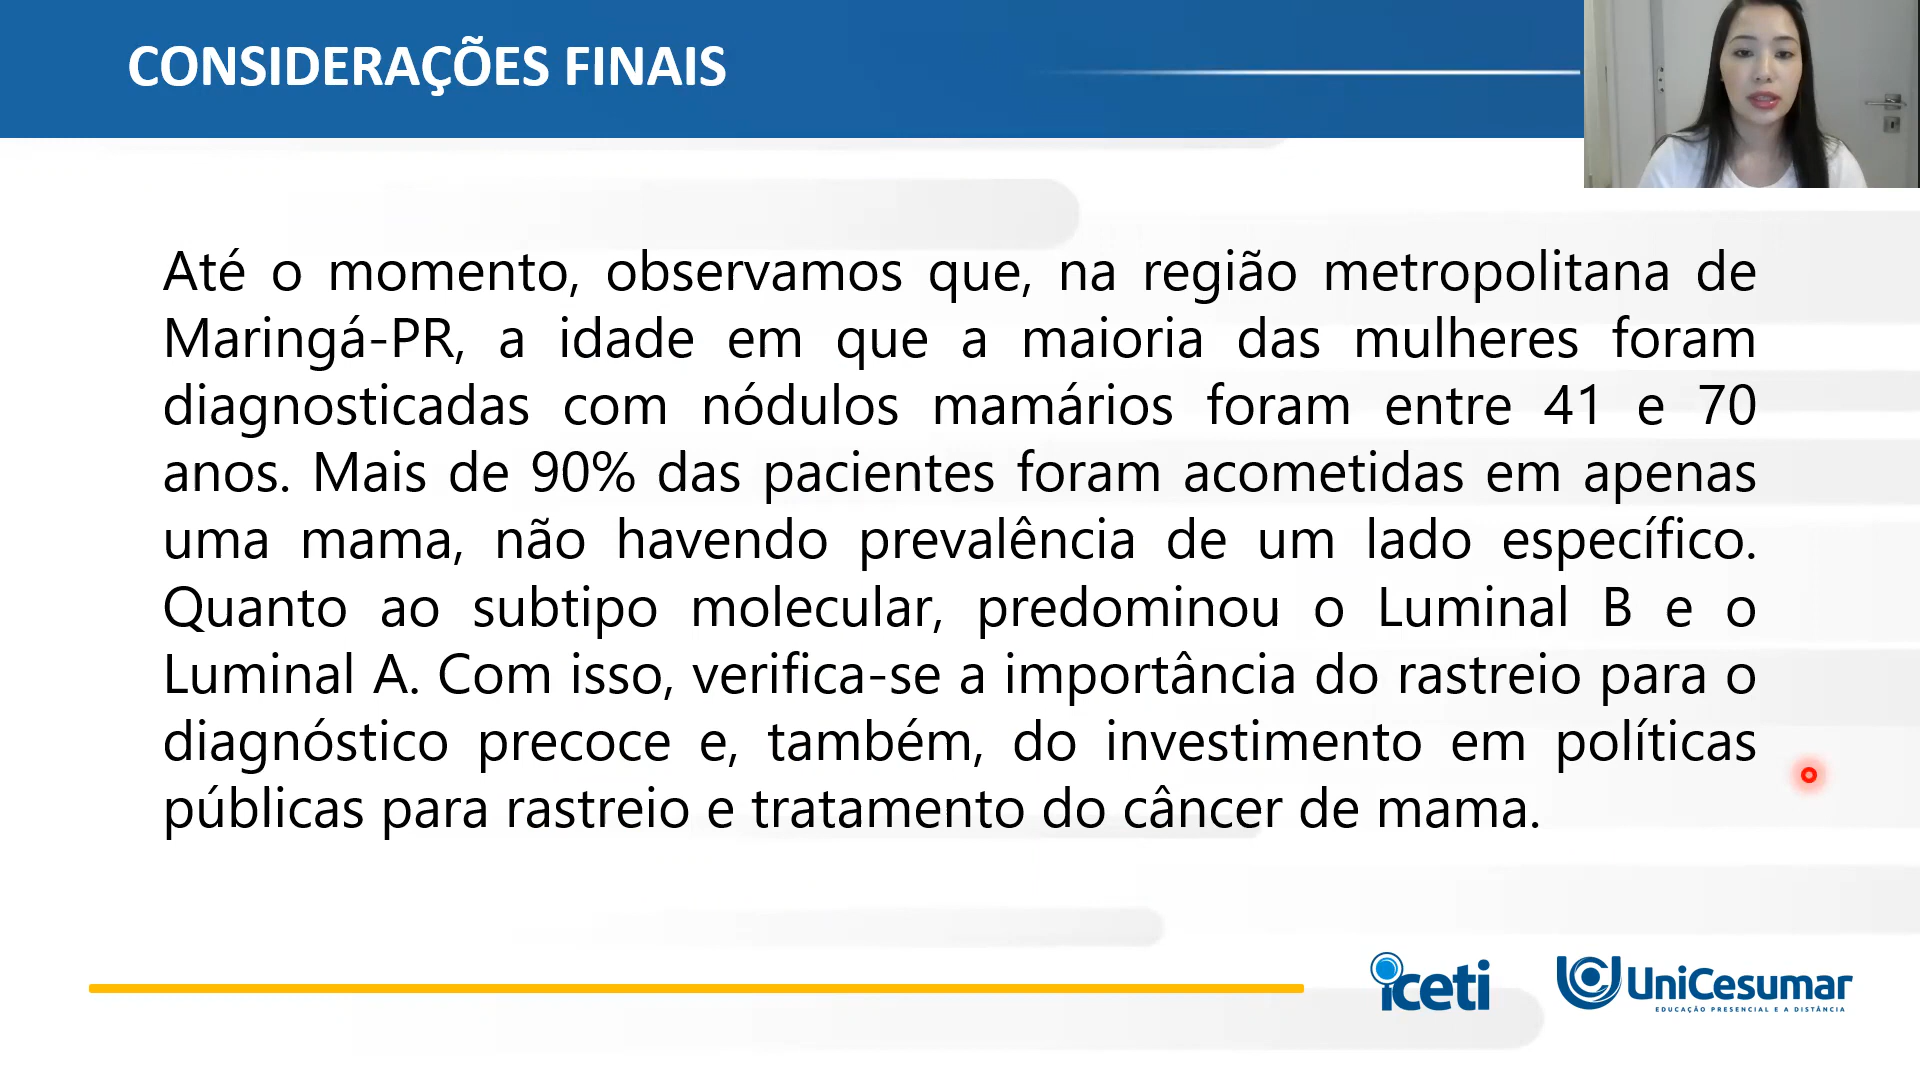 CONSIDERAÇÕES FINAIS
Até o momento, observamos que, na região metropolitana de
Maringá-PR, a idade em que a maioria das mulheres foram
diagnosticadas com nódulos mamários foram entre 41 e 70
anos. Mais de 90% das pacientes foram acometidas em apenas
uma mama, não havendo prevalência de um lado específico.
Quanto ao subtipo molecular, predominou o Luminal B e o
Luminal A. Com isso, verifica-se a importância do rastreio para o
diagnóstico precoce e, também, do investimento em políticas
públicas para rastreio e tratamento do câncer de mama.
iceti
UniCesumar
EDUCAÇÃO PRESENCIAL E A DISTÂNCIA